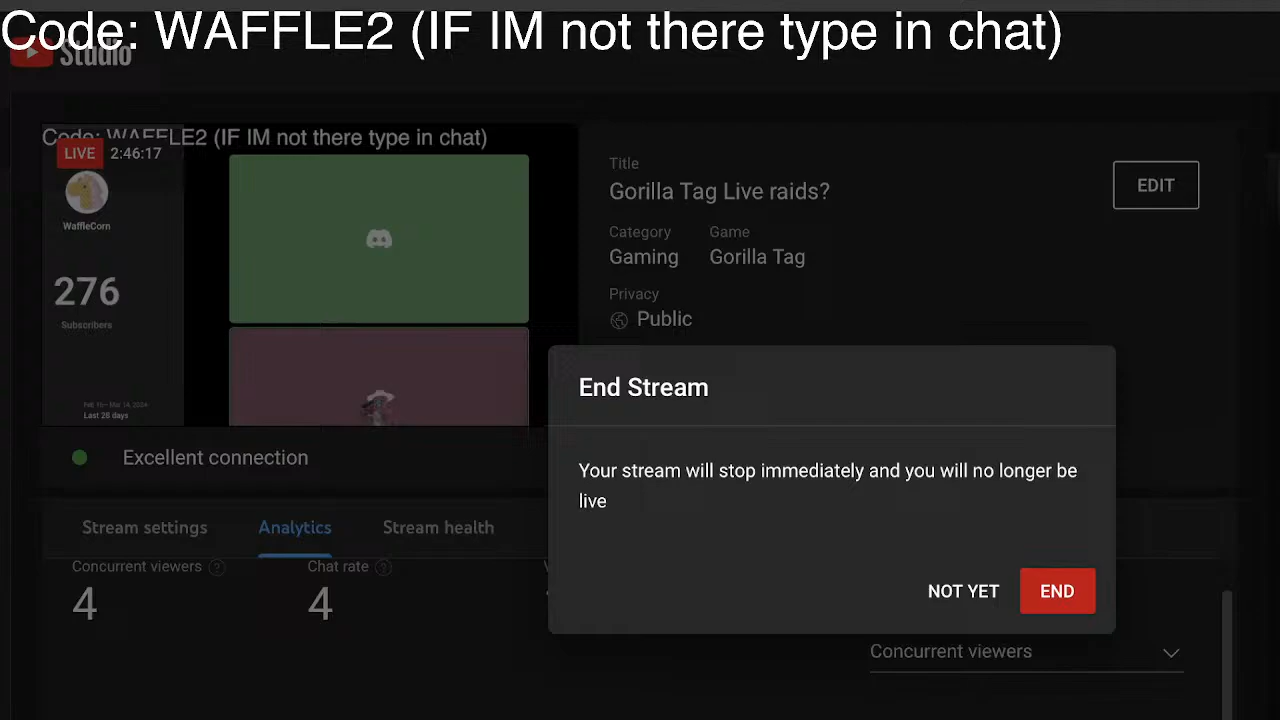 Code: WAFFLE2 (IF IM not there type in chat)
Studio
Code: WAFFLE2 (IF IM not there type in chat)
LIVE 2:46:17
WaffleCorn
276
Subscribers
Last 28 days
Title
Gorilla Tag Live raids?
EDIT
Category Game
Gaming Gorilla Tag
Privacy
Public
End Stream
Your stream will stop immediately and you will no longer be
live
NOT YET END
Excellent connection
Stream settings Analytics Stream health
Concurrent viewers ? Chat rate ?
4 4
Concurrent viewers